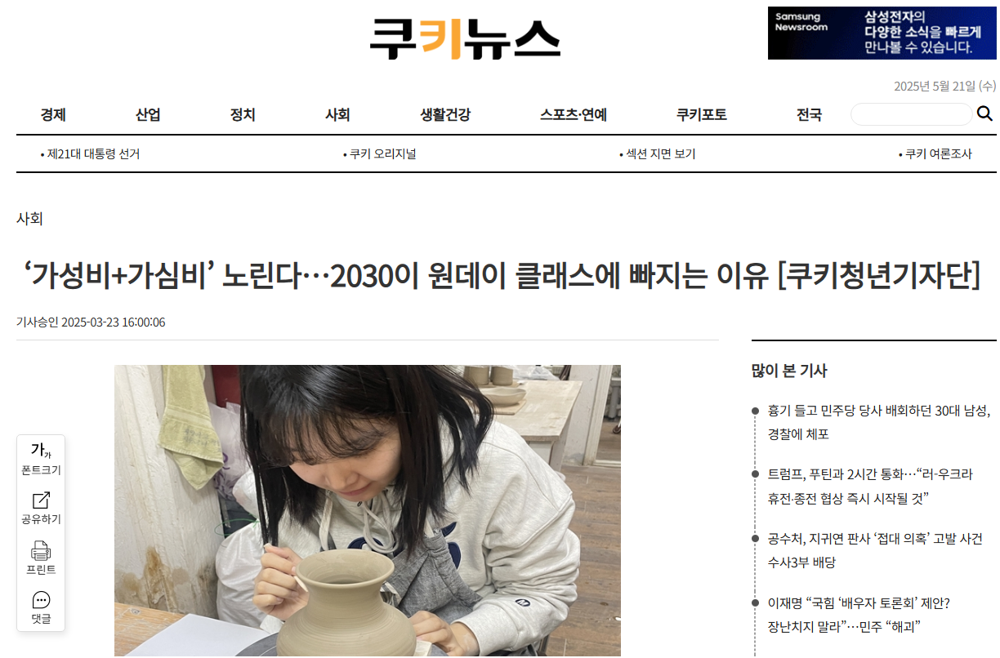 쿠키뉴스
Samsung
Newsroom
삼성전자의
다양한 소식을 빠르게
만나볼 수 있습니다.
2025년 5월 21일 (수)
경제 산업 정치 사회 생활건강 스포츠·연예 쿠키포토 전국
• 제21대 대통령 선거 • 쿠키 오리지널 • 섹션 지면 보기 • 쿠키 여론조사
사회
‘가성비+가심비’ 노린다…2030이 원데이 클래스에 빠지는 이유 [쿠키청년기자단]
기사승인 2025-03-23 16:00:06
가가
폰트크기
공유하기
프린트
댓글
많이 본 기사
흉기 들고 민주당 당사 배회하던 30대 남성,
경찰에 체포
트럼프, 푸틴과 2시간 통화…“러-우크라
휴전·종전 협상 즉시 시작될 것”
공수처, 지귀연 판사 ‘접대 의혹’ 고발 사건
수사3부 배당
이재명 “국힘 ‘배우자 토론회’ 제안?
장난치지 말라”…민주 “해괴”